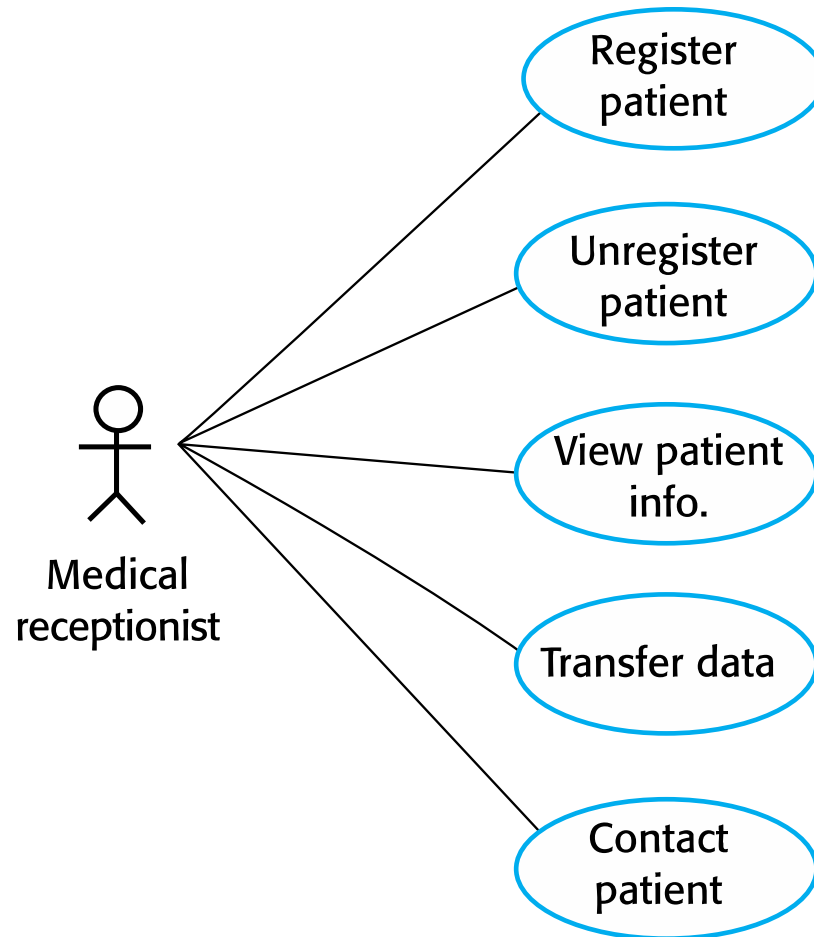 Register
patient
Unregister
patient
View patient
info.
Medical
receptionist
Transfer data
Contact
patient